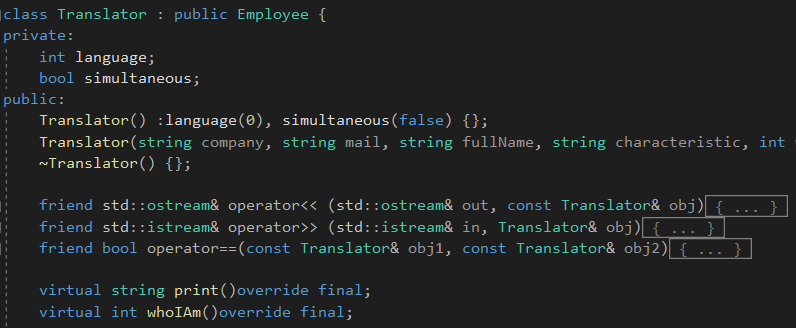 class Translator : public Employee {
private:
    int language;
    bool simultaneous;
public:
    Translator() :language(0), simultaneous(false) {};
    Translator(string company, string mail, string fullName, string characteristic, int
    ~Translator() {};
    friend std::ostream& operator<< (std::ostream& out, const Translator& obj){ ... }
    friend std::istream& operator>> (std::istream& in, Translator& obj){ ... }
    friend bool operator==(const Translator& obj1, const Translator& obj2){ ... }
    virtual string print()override final;
    virtual int whoIAm()override final;